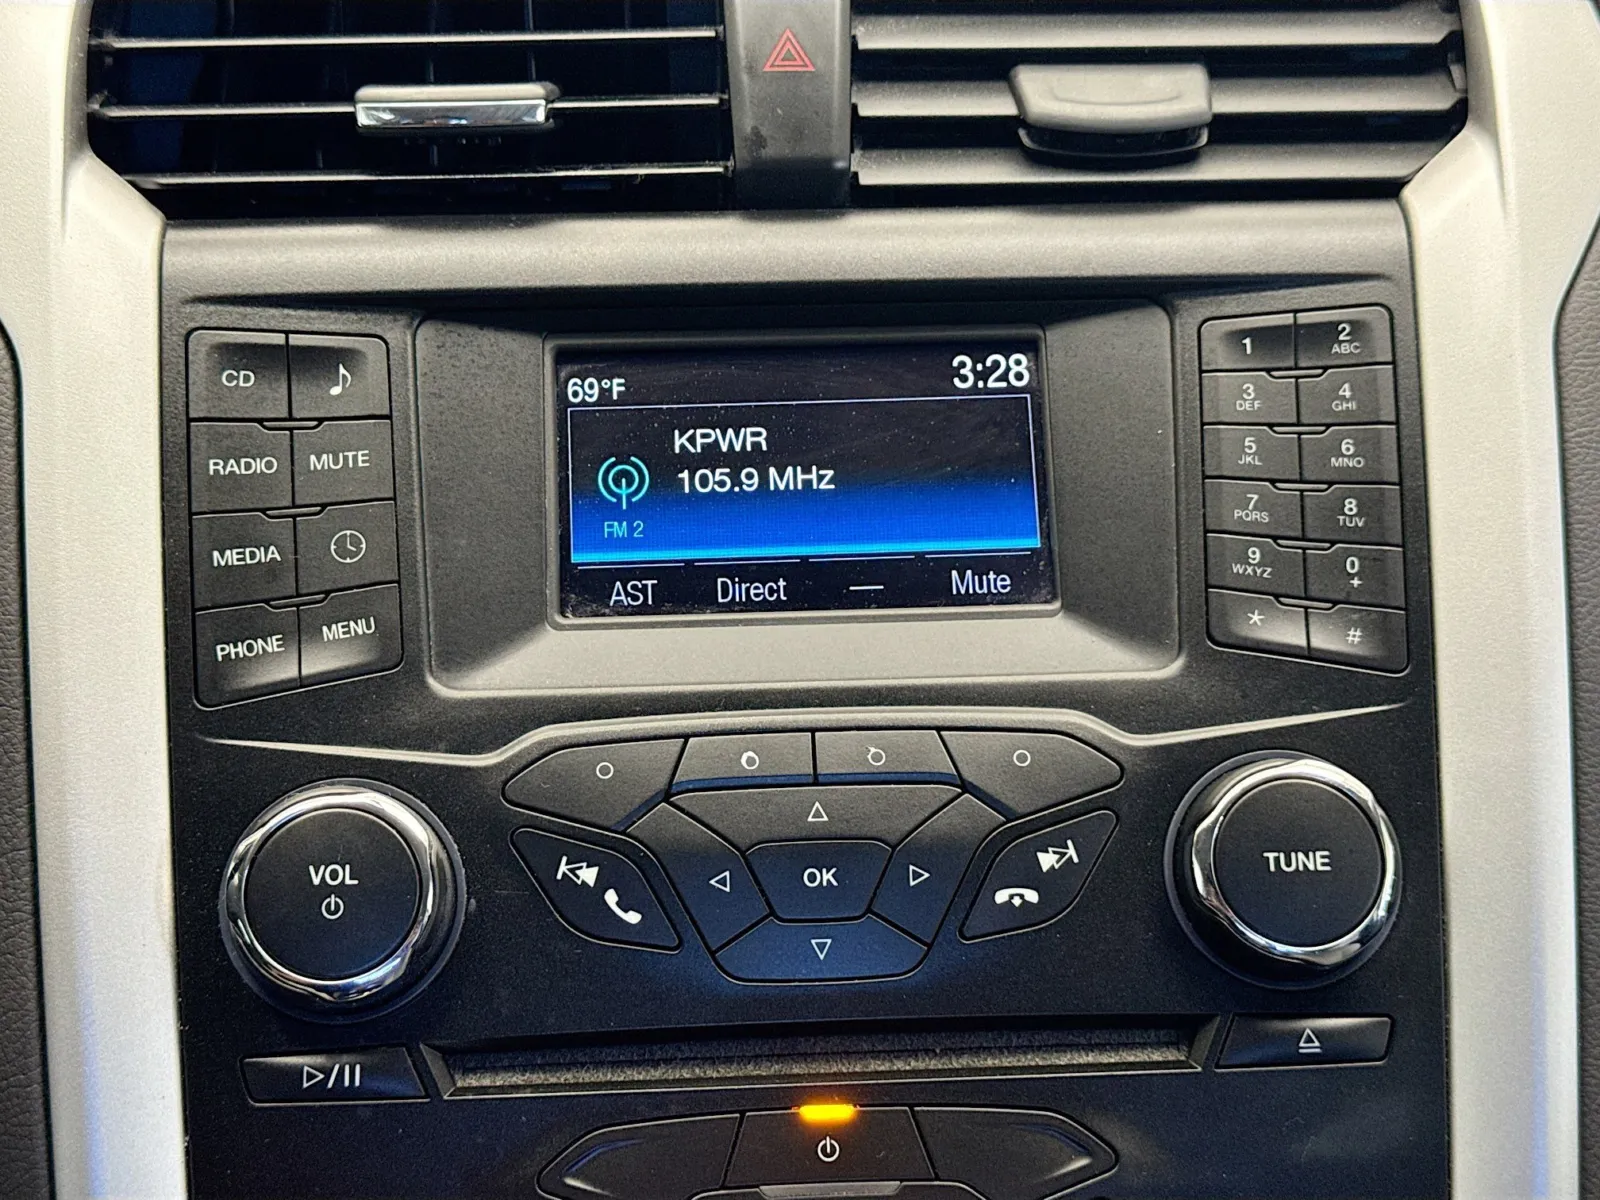 69°F
3:28
KPWR
105.9 MHz
FM 2
AST Direct — Mute
CD
RADIO MUTE
MEDIA
PHONE MENU
1 2 ABC
3 DEF 4 GHI
5 JKL 6 MNO
7 PQRS 8 TUV
9 WXYZ 0 +
* #
VOL
OK
TUNE